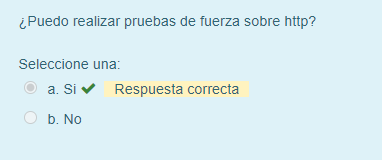 ¿Puedo realizar pruebas de fuerza sobre http?
Seleccione una:
a. Si ✔ Respuesta correcta
b. No